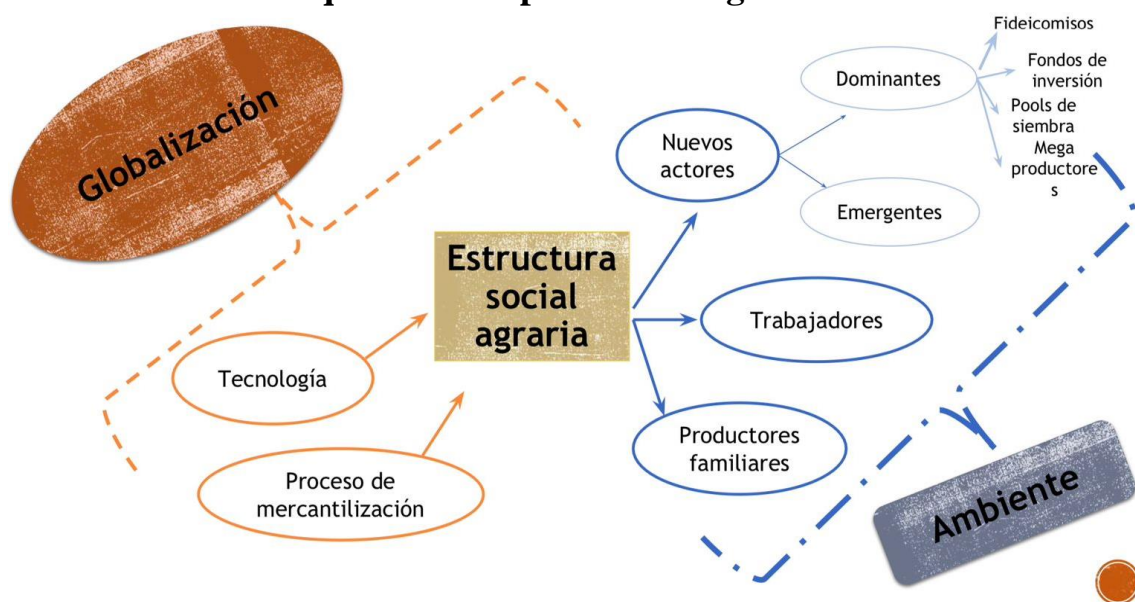 Globalización
Fideicomisos
Fondos de
inversión
Pools de
siembra
Mega
productore
s
Dominantes
Nuevos
actores
Emergentes
Estructura
social
agraria
Trabajadores
Tecnología
Productores
familiares
Proceso de
mercantilización
Ambiente